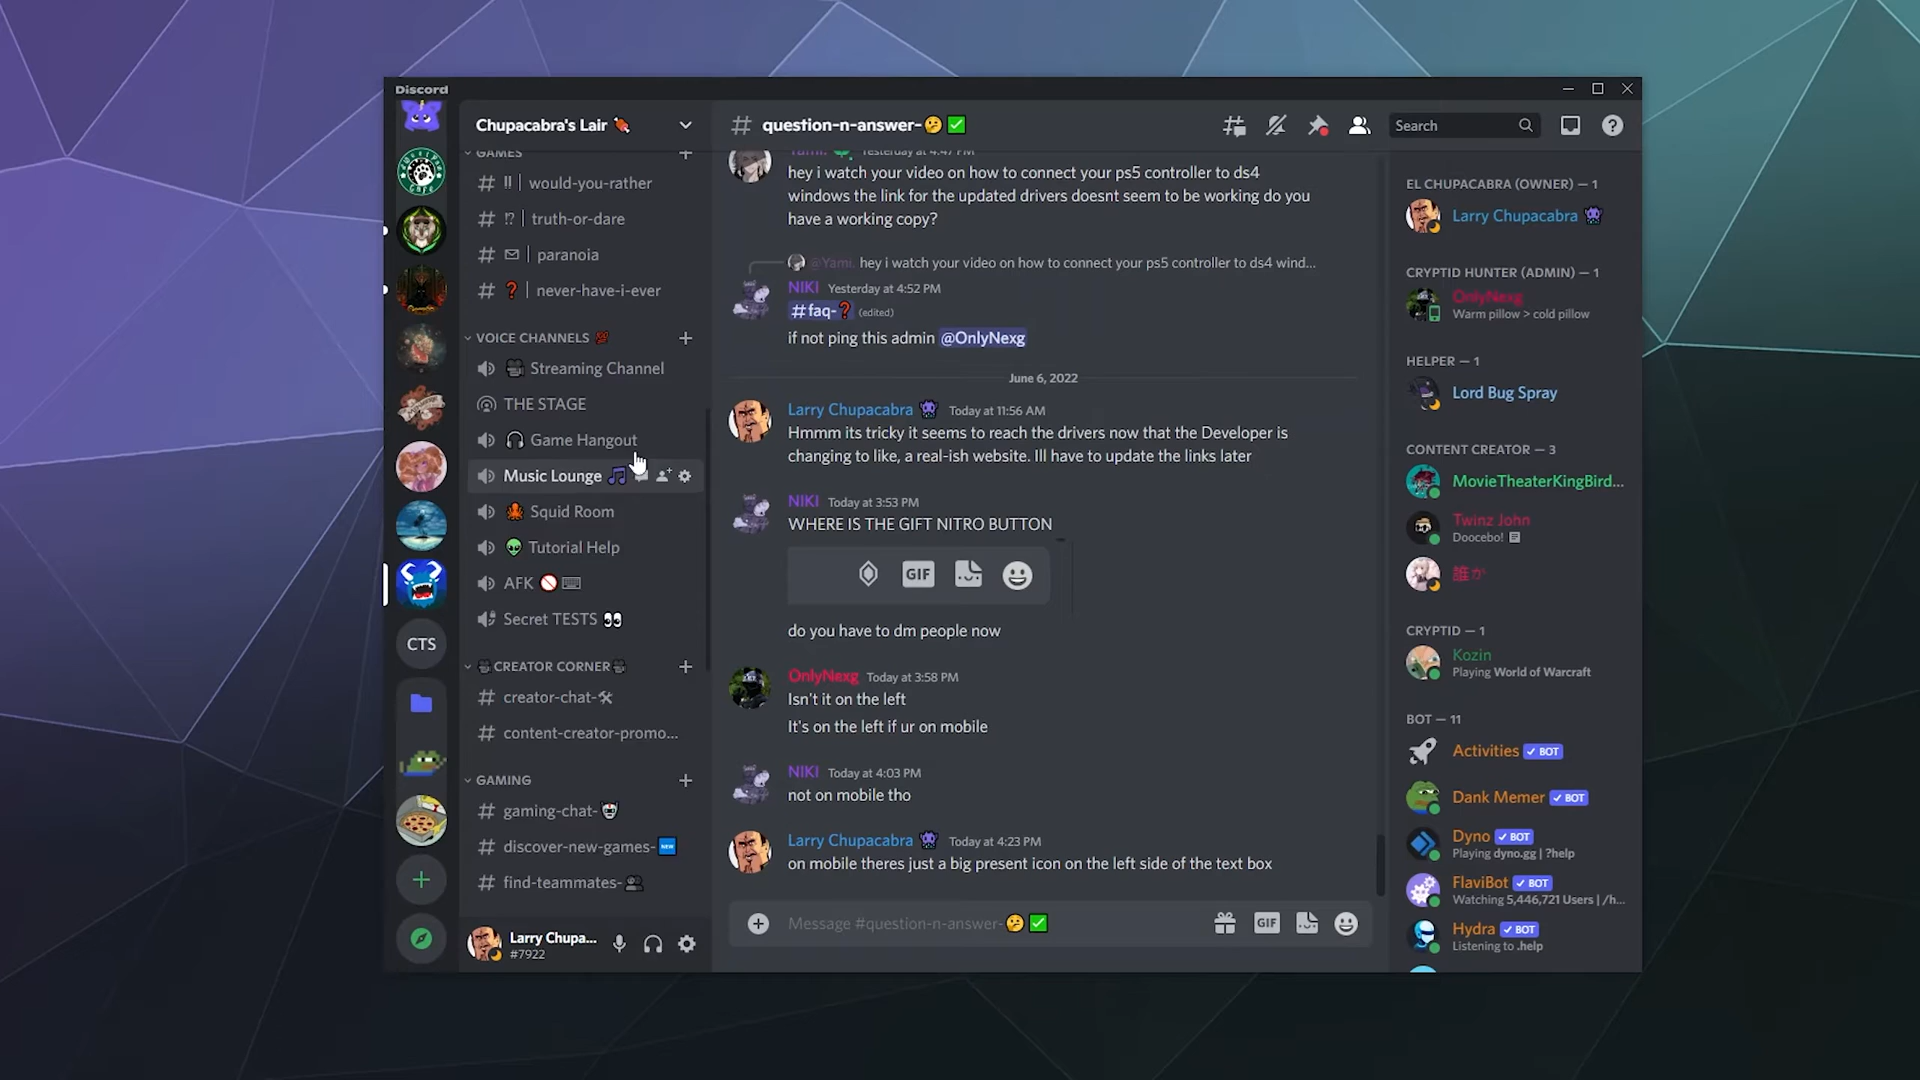 Discord
Chupacabra's Lair
GAMES
would-you-rather
truth-or-dare
paranoia
never-have-i-ever
VOICE CHANNELS
Streaming Channel
THE STAGE
Game Hangout
Music Lounge
Squid Room
Tutorial Help
AFK
Secret TESTS
CREATOR CORNER
creator-chat-
content-creator-promo...
GAMING
gaming-chat-
discover-new-games-
find-teammates-
CTS
Larry Chupa...
#7922
question-n-answer-
Search
Yami. Yesterday at 4:47 PM
hey i watch your video on how to connect your ps5 controller to ds4
windows the link for the updated drivers doesnt seem to be working do you
have a working copy?
@Yami. hey i watch your video on how to connect your ps5 controller to ds4 wind...
NIKI Yesterday at 4:52 PM
#faq-❓ (edited)
if not ping this admin @OnlyNexg
June 6, 2022
Larry Chupacabra Today at 11:56 AM
Hmmm its tricky it seems to reach the drivers now that the Developer is
changing to like, a real-ish website. Ill have to update the links later
NIKI Today at 3:53 PM
WHERE IS THE GIFT NITRO BUTTON
GIF
do you have to dm people now
OnlyNexg Today at 3:58 PM
Isn't it on the left
It's on the left if ur on mobile
NIKI Today at 4:03 PM
not on mobile tho
Larry Chupacabra Today at 4:23 PM
on mobile theres just a big present icon on the left side of the text box
Message #question-n-answer-
GIF
EL CHUPACABRA (OWNER) — 1
Larry Chupacabra
CRYPTID HUNTER (ADMIN) — 1
OnlyNexg
Warm pillow > cold pillow
HELPER — 1
Lord Bug Spray
CONTENT CREATOR — 3
MovieTheaterKingBird...
Twinz John
Doocebo!
誰か
CRYPTID — 1
Kozin
Playing World of Warcraft
BOT — 11
Activities ✓ BOT
Dank Memer ✓ BOT
Dyno ✓ BOT
Playing dyno.gg | ?help
FlaviBot ✓ BOT
Watching 5,446,721 Users | /h...
Hydra ✓ BOT
Listening to .help